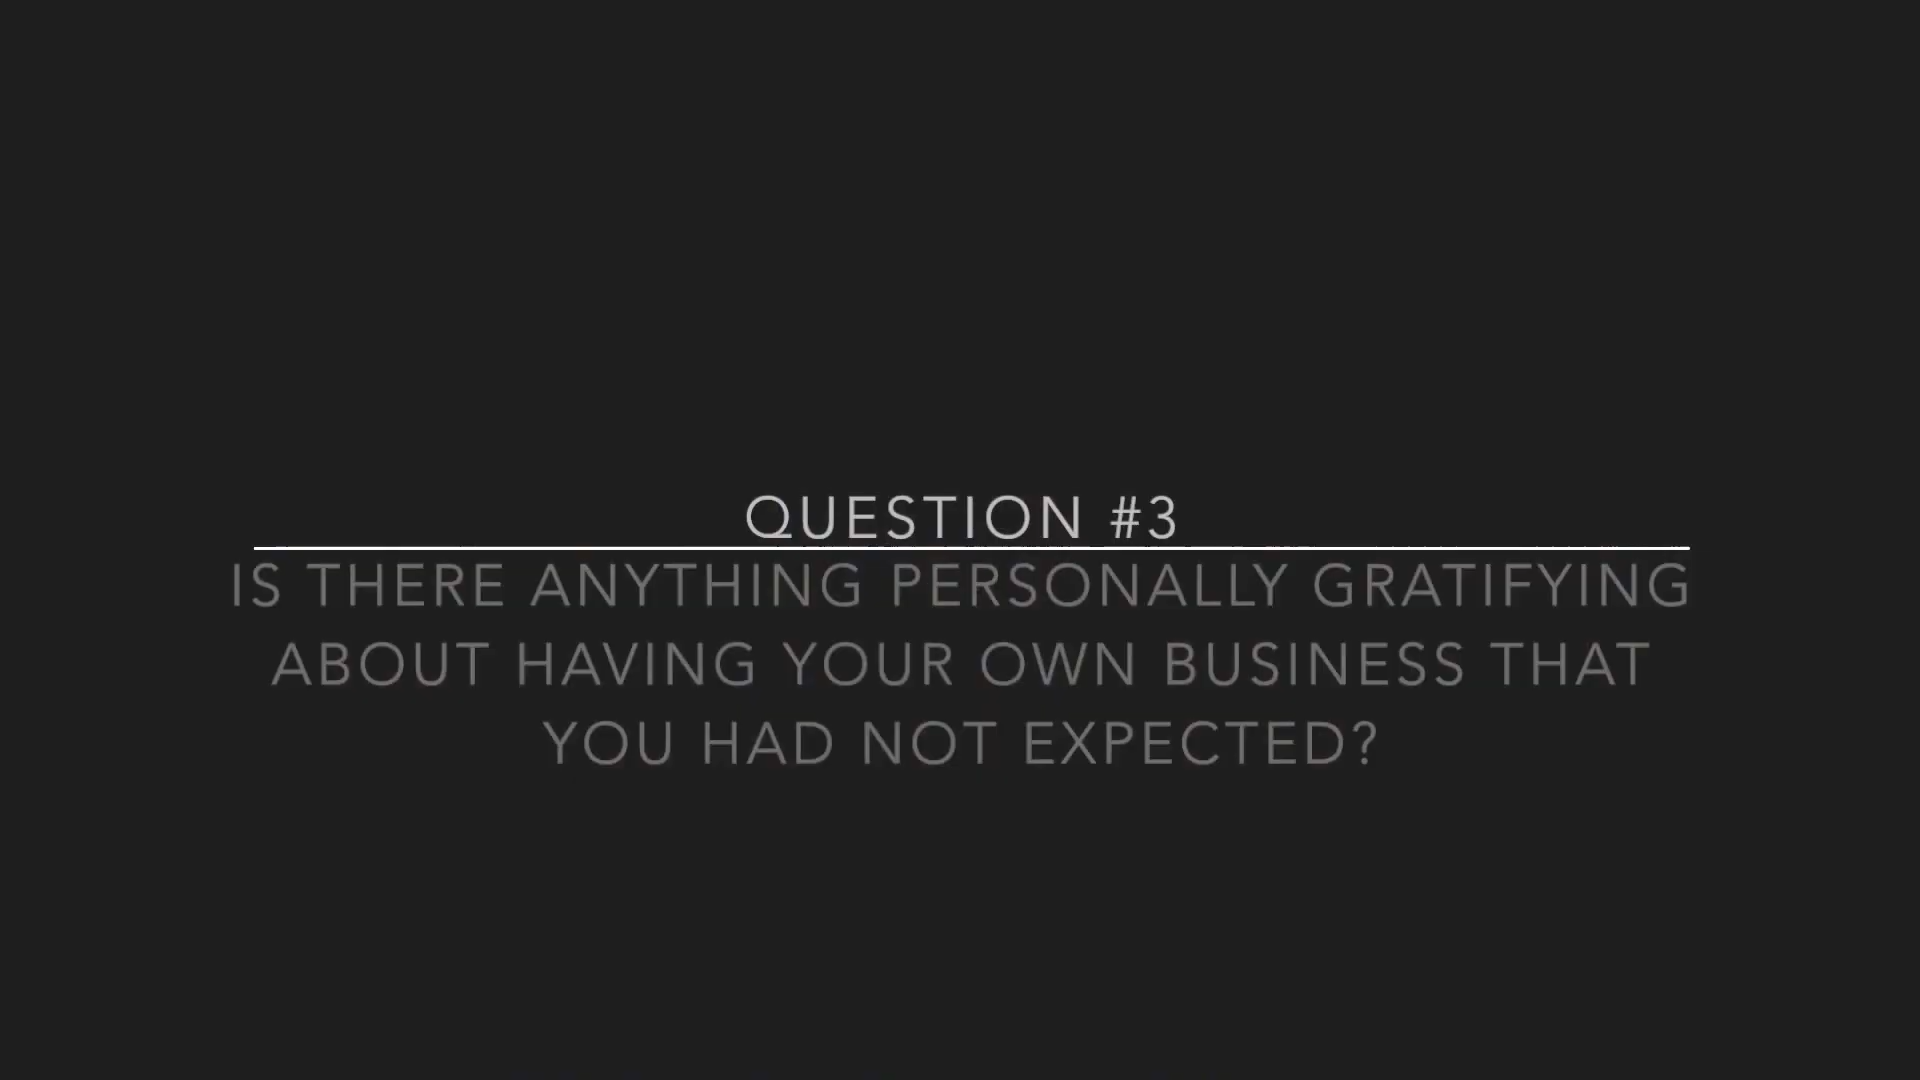 QUESTION #3
IS THERE ANYTHING PERSONALLY GRATIFYING
ABOUT HAVING YOUR OWN BUSINESS THAT
YOU HAD NOT EXPECTED?